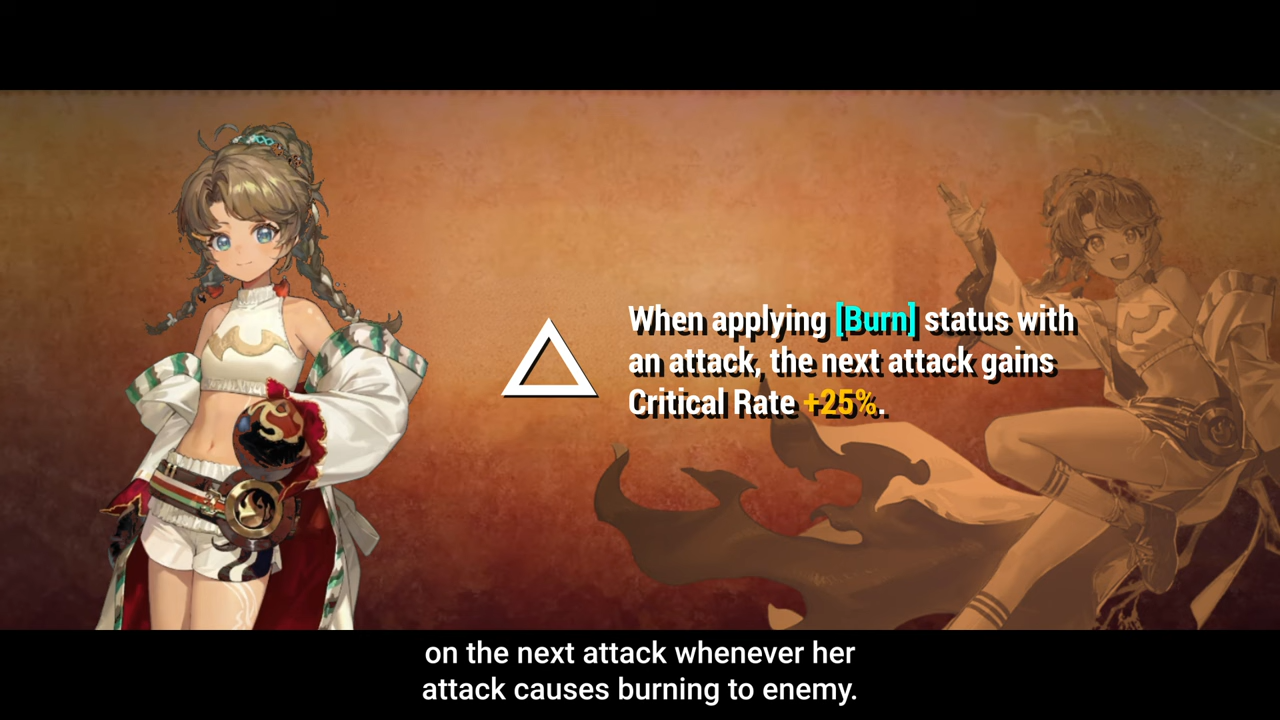 When applying [Burn] status with
an attack, the next attack gains
Critical Rate +25%.
on the next attack whenever her
attack causes burning to enemy.